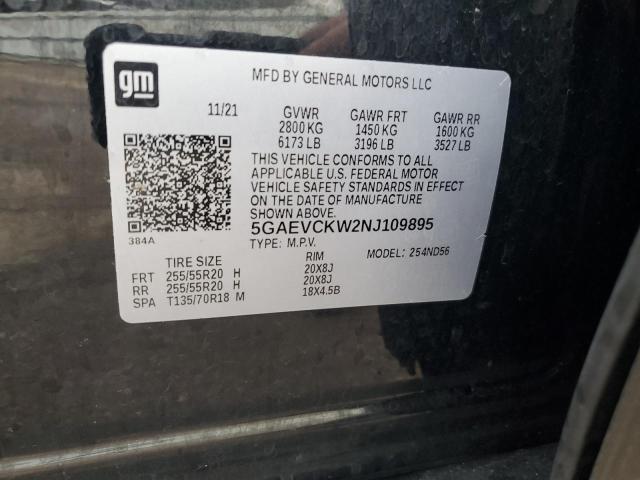 gm
MFD BY GENERAL MOTORS LLC
11/21 GVWR GAWR FRT GAWR RR
2800 KG 1450 KG 1600 KG
6173 LB 3196 LB 3527 LB
THIS VEHICLE CONFORMS TO ALL
APPLICABLE U.S. FEDERAL MOTOR
VEHICLE SAFETY STANDARDS IN EFFECT
ON THE DATE OF MANUFACTURE
SHOWN ABOVE.
384A
5GAEVCKW2NJ109895
TYPE: M.P.V. MODEL: 254ND56
TIRE SIZE RIM
FRT 255/55R20 H 20X8J
RR 255/55R20 H 20X8J
SPA T135/70R18 M 18X4.5B